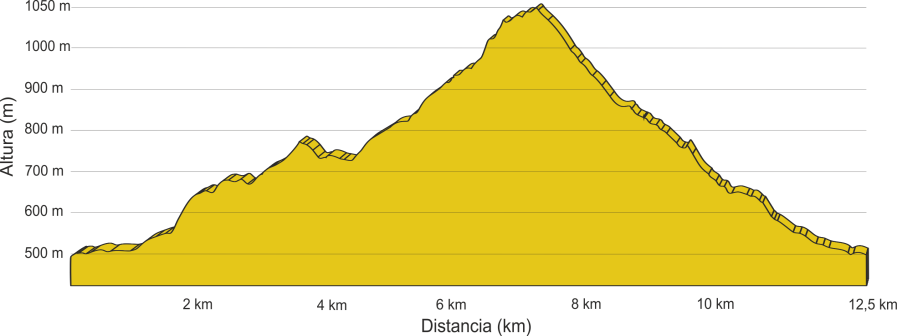 1050 m
1000 m
900 m
800 m
700 m
600 m
500 m
Altura (m)
2 km 4 km 6 km 8 km 10 km 12,5 km
Distancia (km)